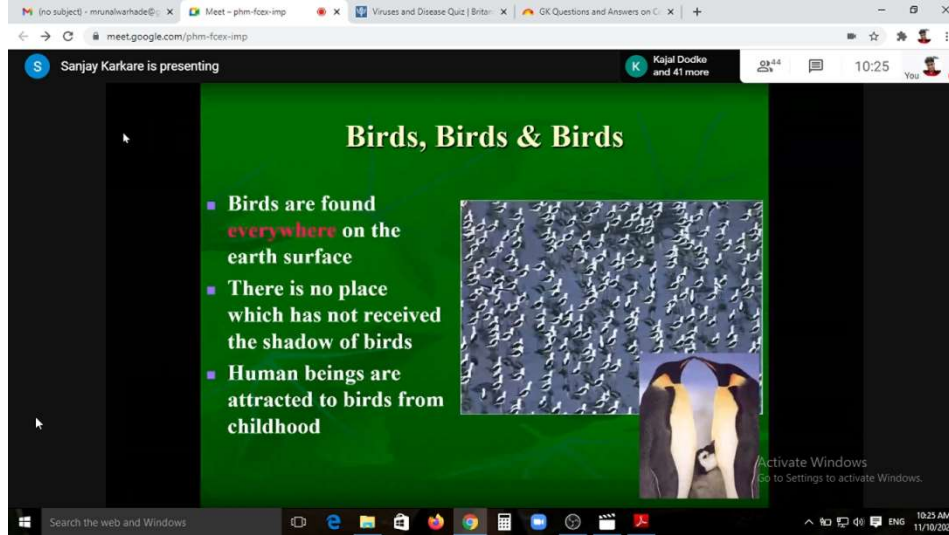 (no subject) - mrunalwarhade@g
Meet – phm-fcex-imp
Viruses and Disease Quiz | Britan
GK Questions and Answers on C
meet.google.com/phm-fcex-imp
S
Sanjay Karkare is presenting
K
Kajal Dodke
and 41 more
44
10:25
You
Birds, Birds & Birds
Birds are found
everywhere on the
earth surface
There is no place
which has not received
the shadow of birds
Human beings are
attracted to birds from
childhood
Activate Windows
Go to Settings to activate Windows.
Search the web and Windows
ENG
10:25 AM
11/10/202